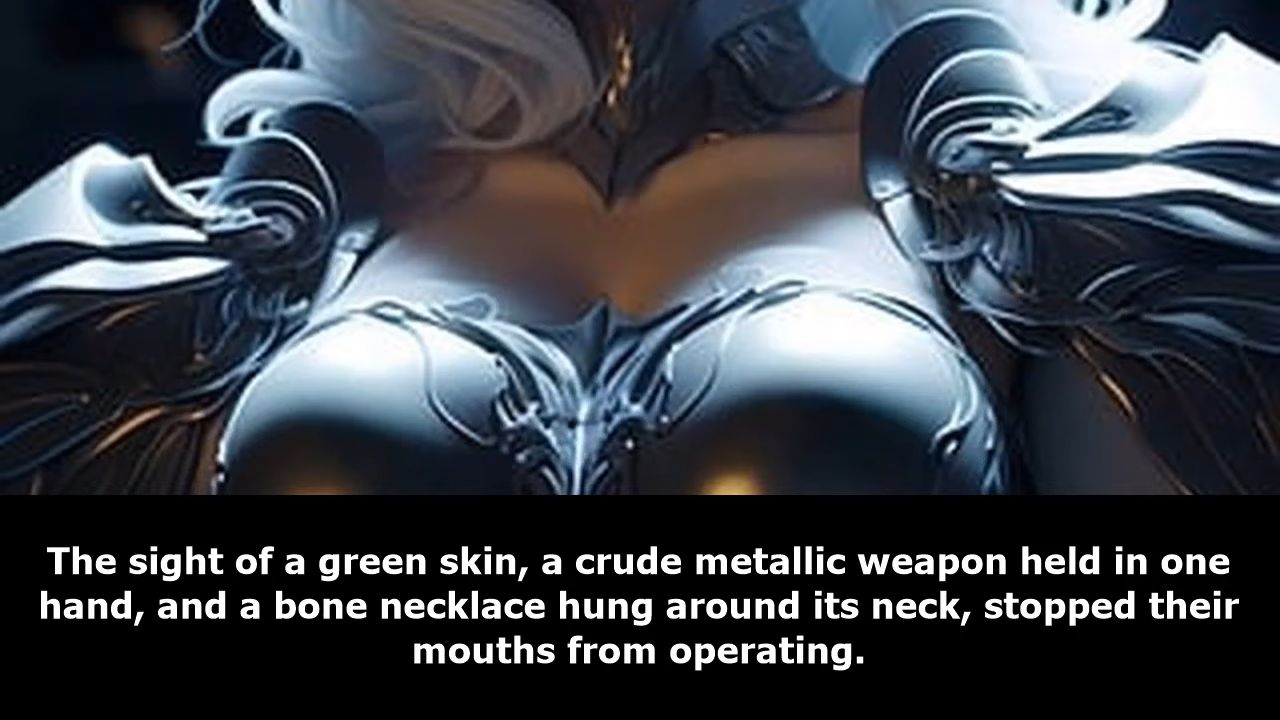 The sight of a green skin, a crude metallic weapon held in one
hand, and a bone necklace hung around its neck, stopped their
mouths from operating.